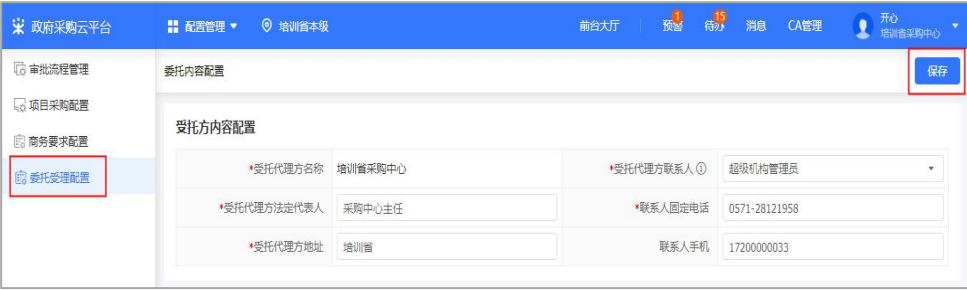 政府采购云平台 配置管理 培训省本级 前台大厅 预警 1 待办 15 消息 CA管理 开心
培训省采购中心
审批流程管理
委托内容配置 保存
项目采购配置
受托方内容配置
商务要求配置
委托受理配置
*受托代理方名称 培训省采购中心 *受托代理方联系人 超级机构管理员
*受托代理方法定代表人 采购中心主任 *联系人固定电话 0571-28121958
*受托代理方地址 培训省 联系人手机 17200000033